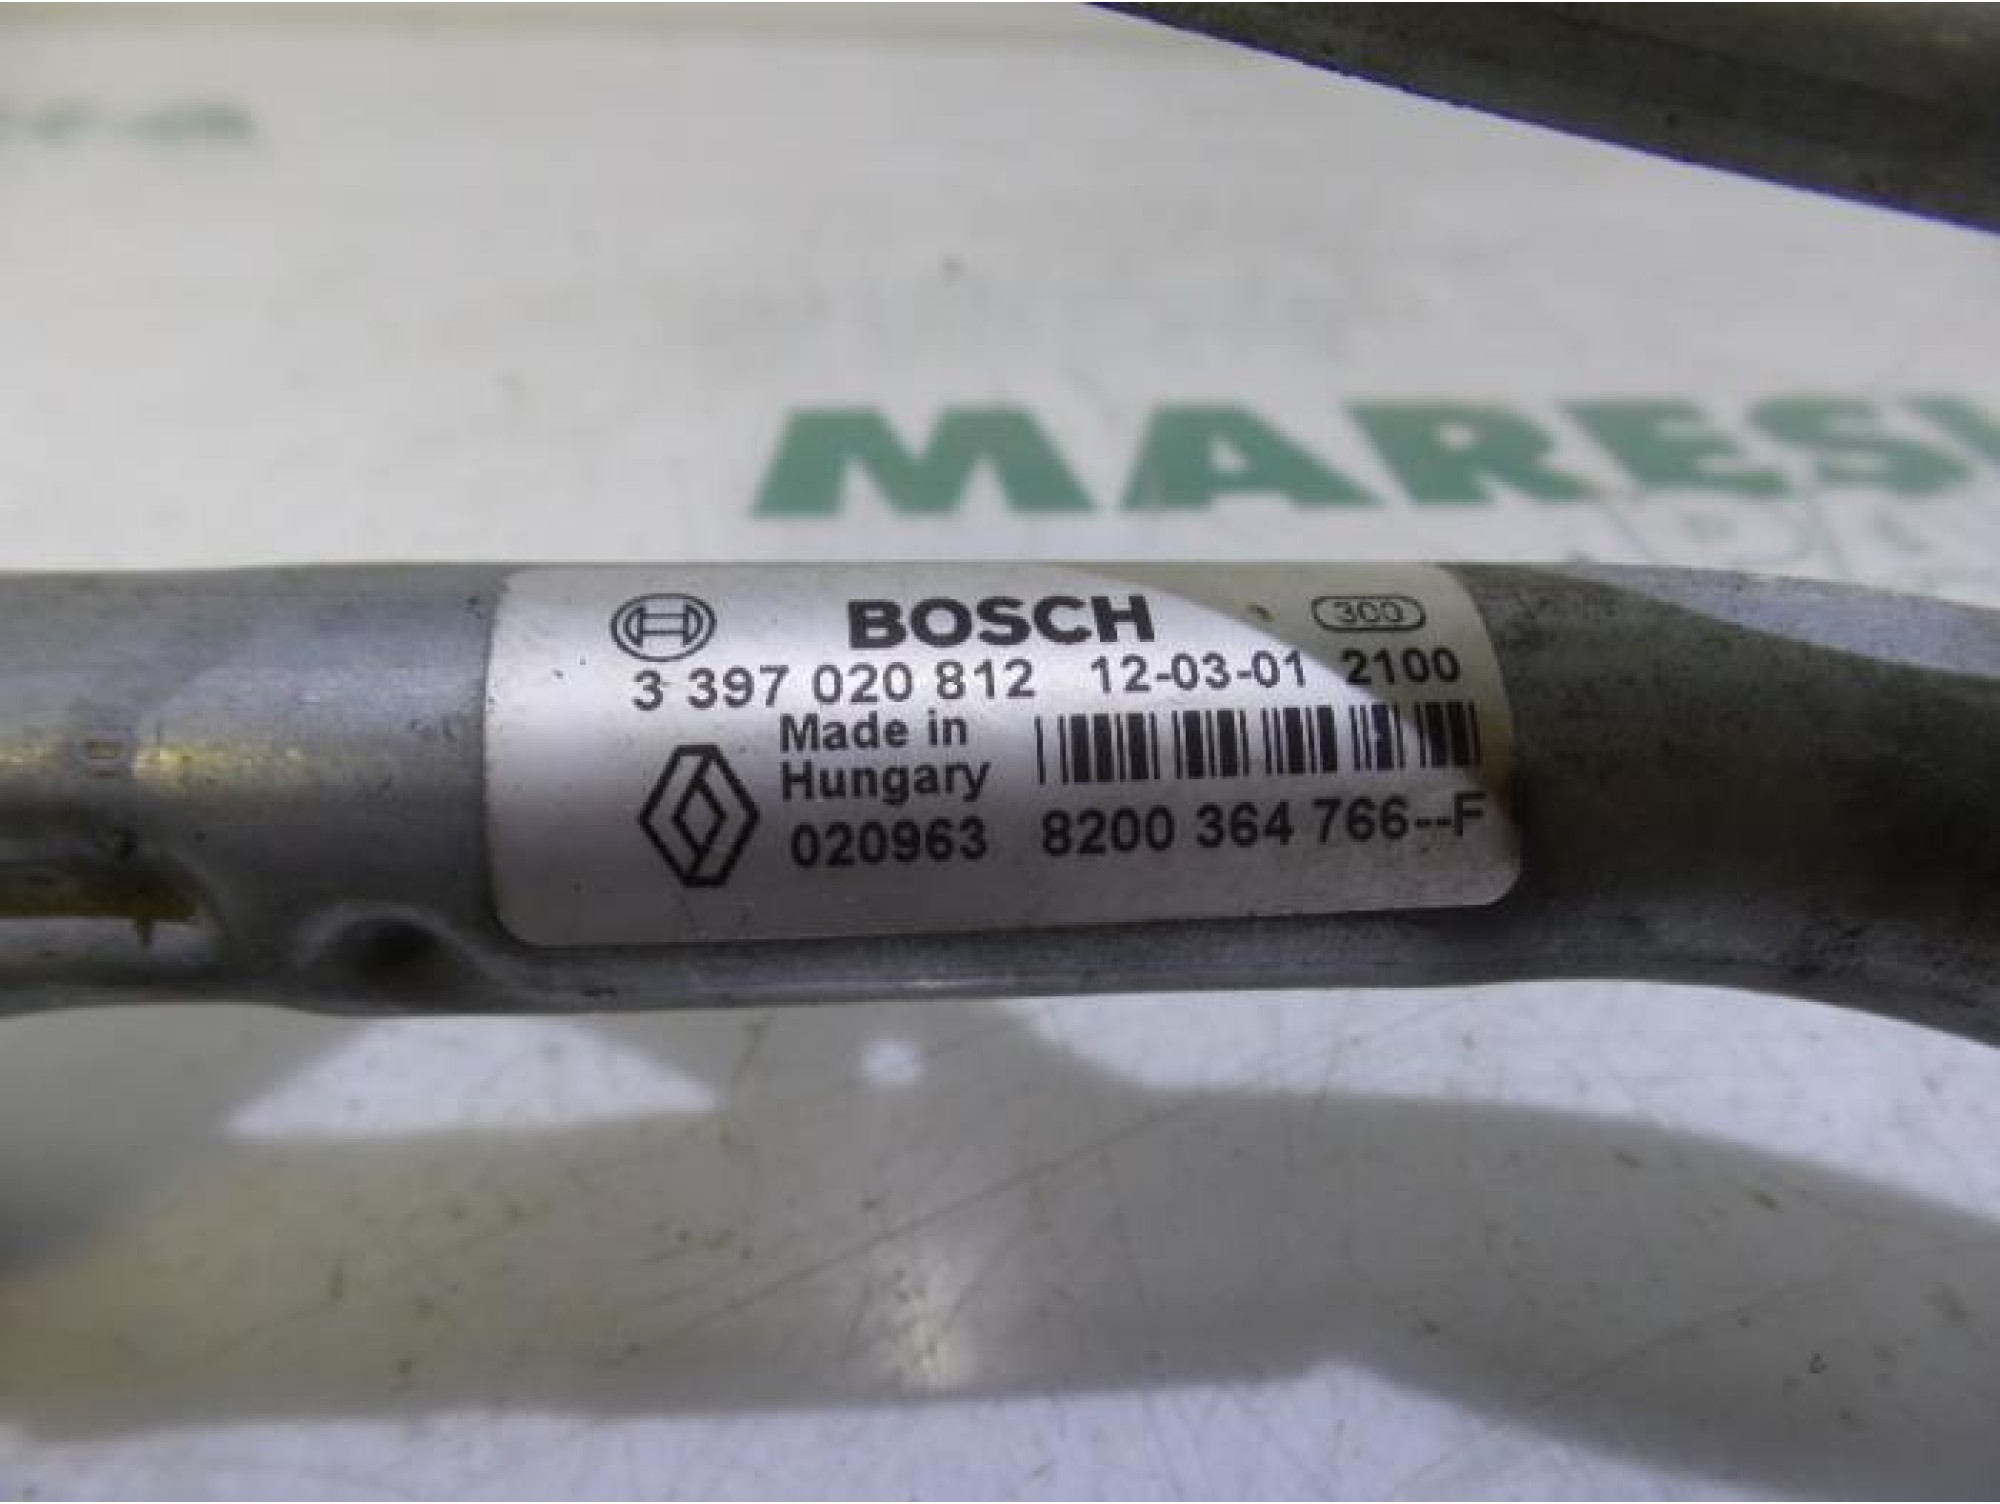 MARES
BOSCH 300
3 397 020 812 12-03-01 2100
Made in
Hungary
020963 8200 364 766--F